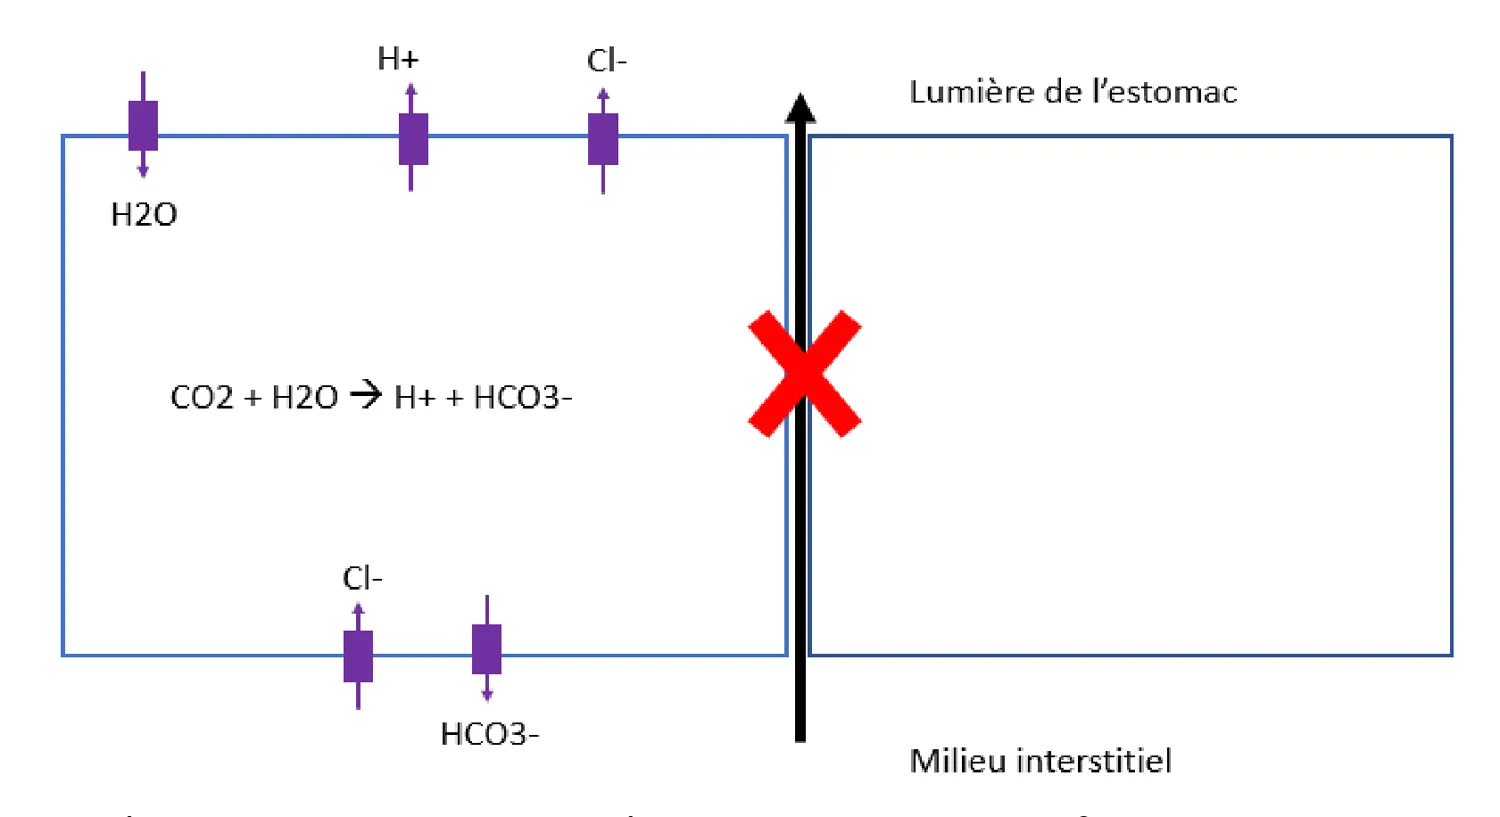 H+
Cl-
Lumière de l'estomac
H2O
CO2 + H2O → H+ + HCO3-
Cl-
HCO3-
Milieu interstitiel